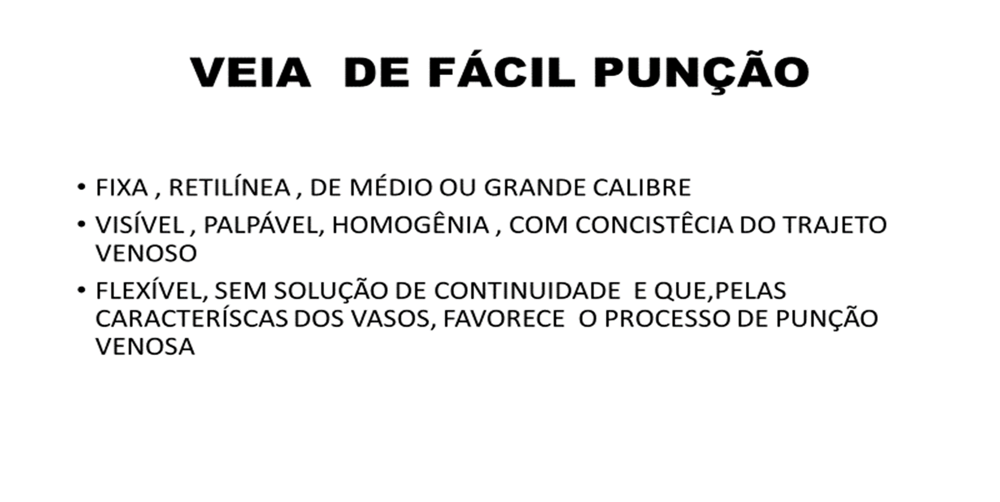 VEIA  DE FÁCIL PUNÇÃO
• FIXA , RETILÍNEA , DE MÉDIO OU GRANDE CALIBRE
• VISÍVEL , PALPÁVEL, HOMOGÊNIA , COM CONCISTÊCIA DO TRAJETO
VENOSO
• FLEXÍVEL, SEM SOLUÇÃO DE CONTINUIDADE  E QUE,PELAS
CARACTERÍSCAS DOS VASOS, FAVORECE  O PROCESSO DE PUNÇÃO
VENOSA